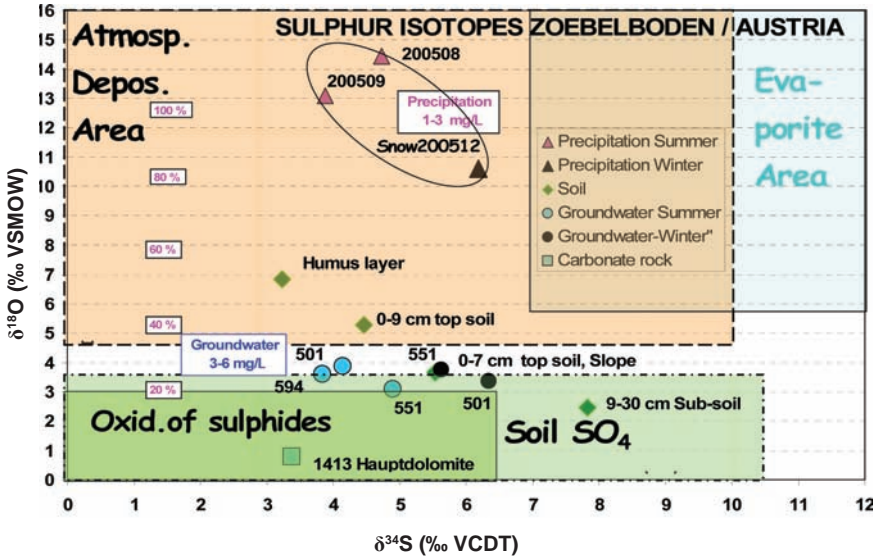 SULPHUR ISOTOPES ZOEBELBODEN / AUSTRIA
Atmosp.
Depos.
Area
Eva-
porite
Area
200508
200509
Precipitation
1-3 mg/L
Snow200512
100 %
80 %
60 %
40 %
20 %
Precipitation Summer
Precipitation Winter
Soil
Groundwater Summer
Groundwater-Winter"
Carbonate rock
Humus layer
0-9 cm top soil
Groundwater
3-6 mg/L
501
551
0-7 cm top soil, Slope
594
551
501
9-30 cm Sub-soil
Oxid.of sulphides
Soil SO₄
1413 Hauptdolomite
16
15
14
13
12
11
10
9
8
7
6
5
4
3
2
1
0
0 1 2 3 4 5 6 7 8 9 10 11 12
δ¹⁸O (‰ VSMOW)
δ³⁴S (‰ VCDT)